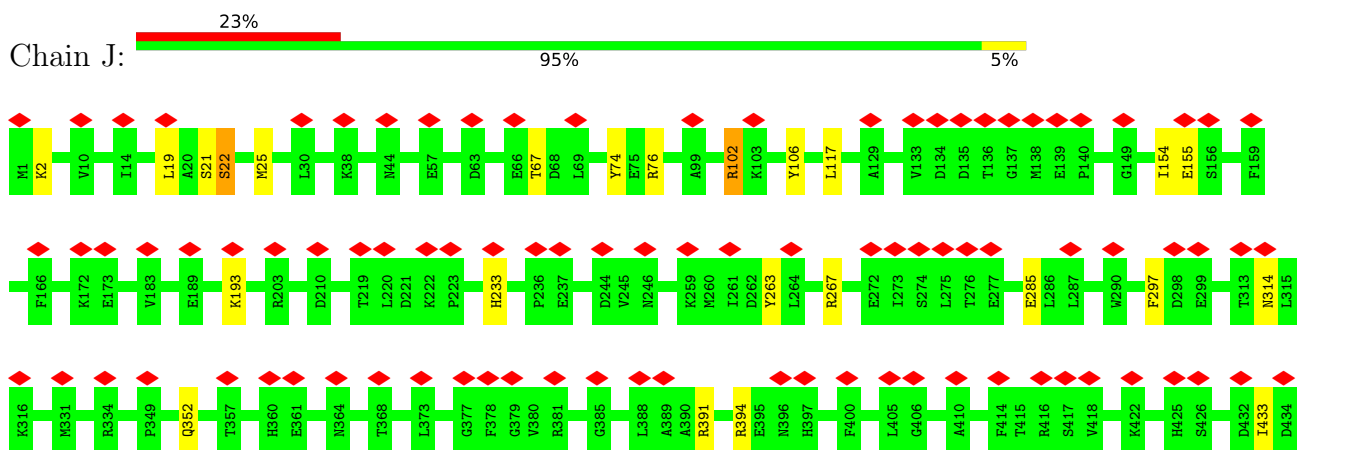 23%
Chain J:
95% 5%
M1 K2 V10 I14 L19 A20 S21 S22 M25 L30 K38 N44 E57 D63 E66 T67 D68 L69 Y74 E75 R76 A99 R102 K103 Y106 L117 A129 V133 D134 D135 T136 G137 M138 E139 P140 G149 I154 E155 S156 F159
F166 K172 E173 V183 E189 K193 R203 D210 T219 L220 D221 K222 P223 H233 P236 E237 D244 V245 N246 K259 M260 I261 D262 Y263 L264 R267 E272 I273 S274 L275 T276 E277 E285 L286 L287 W290 F297 D298 E299 T313 N314 L315
K316 M331 R334 P349 Q352 T357 H360 E361 N364 T368 L373 G377 F378 G379 V380 R381 G385 L388 A389 A390 R391 R394 E395 N396 H397 F400 L405 G406 A410 F414 T415 R416 S417 V418 K422 H425 S426 D432 I433 D434